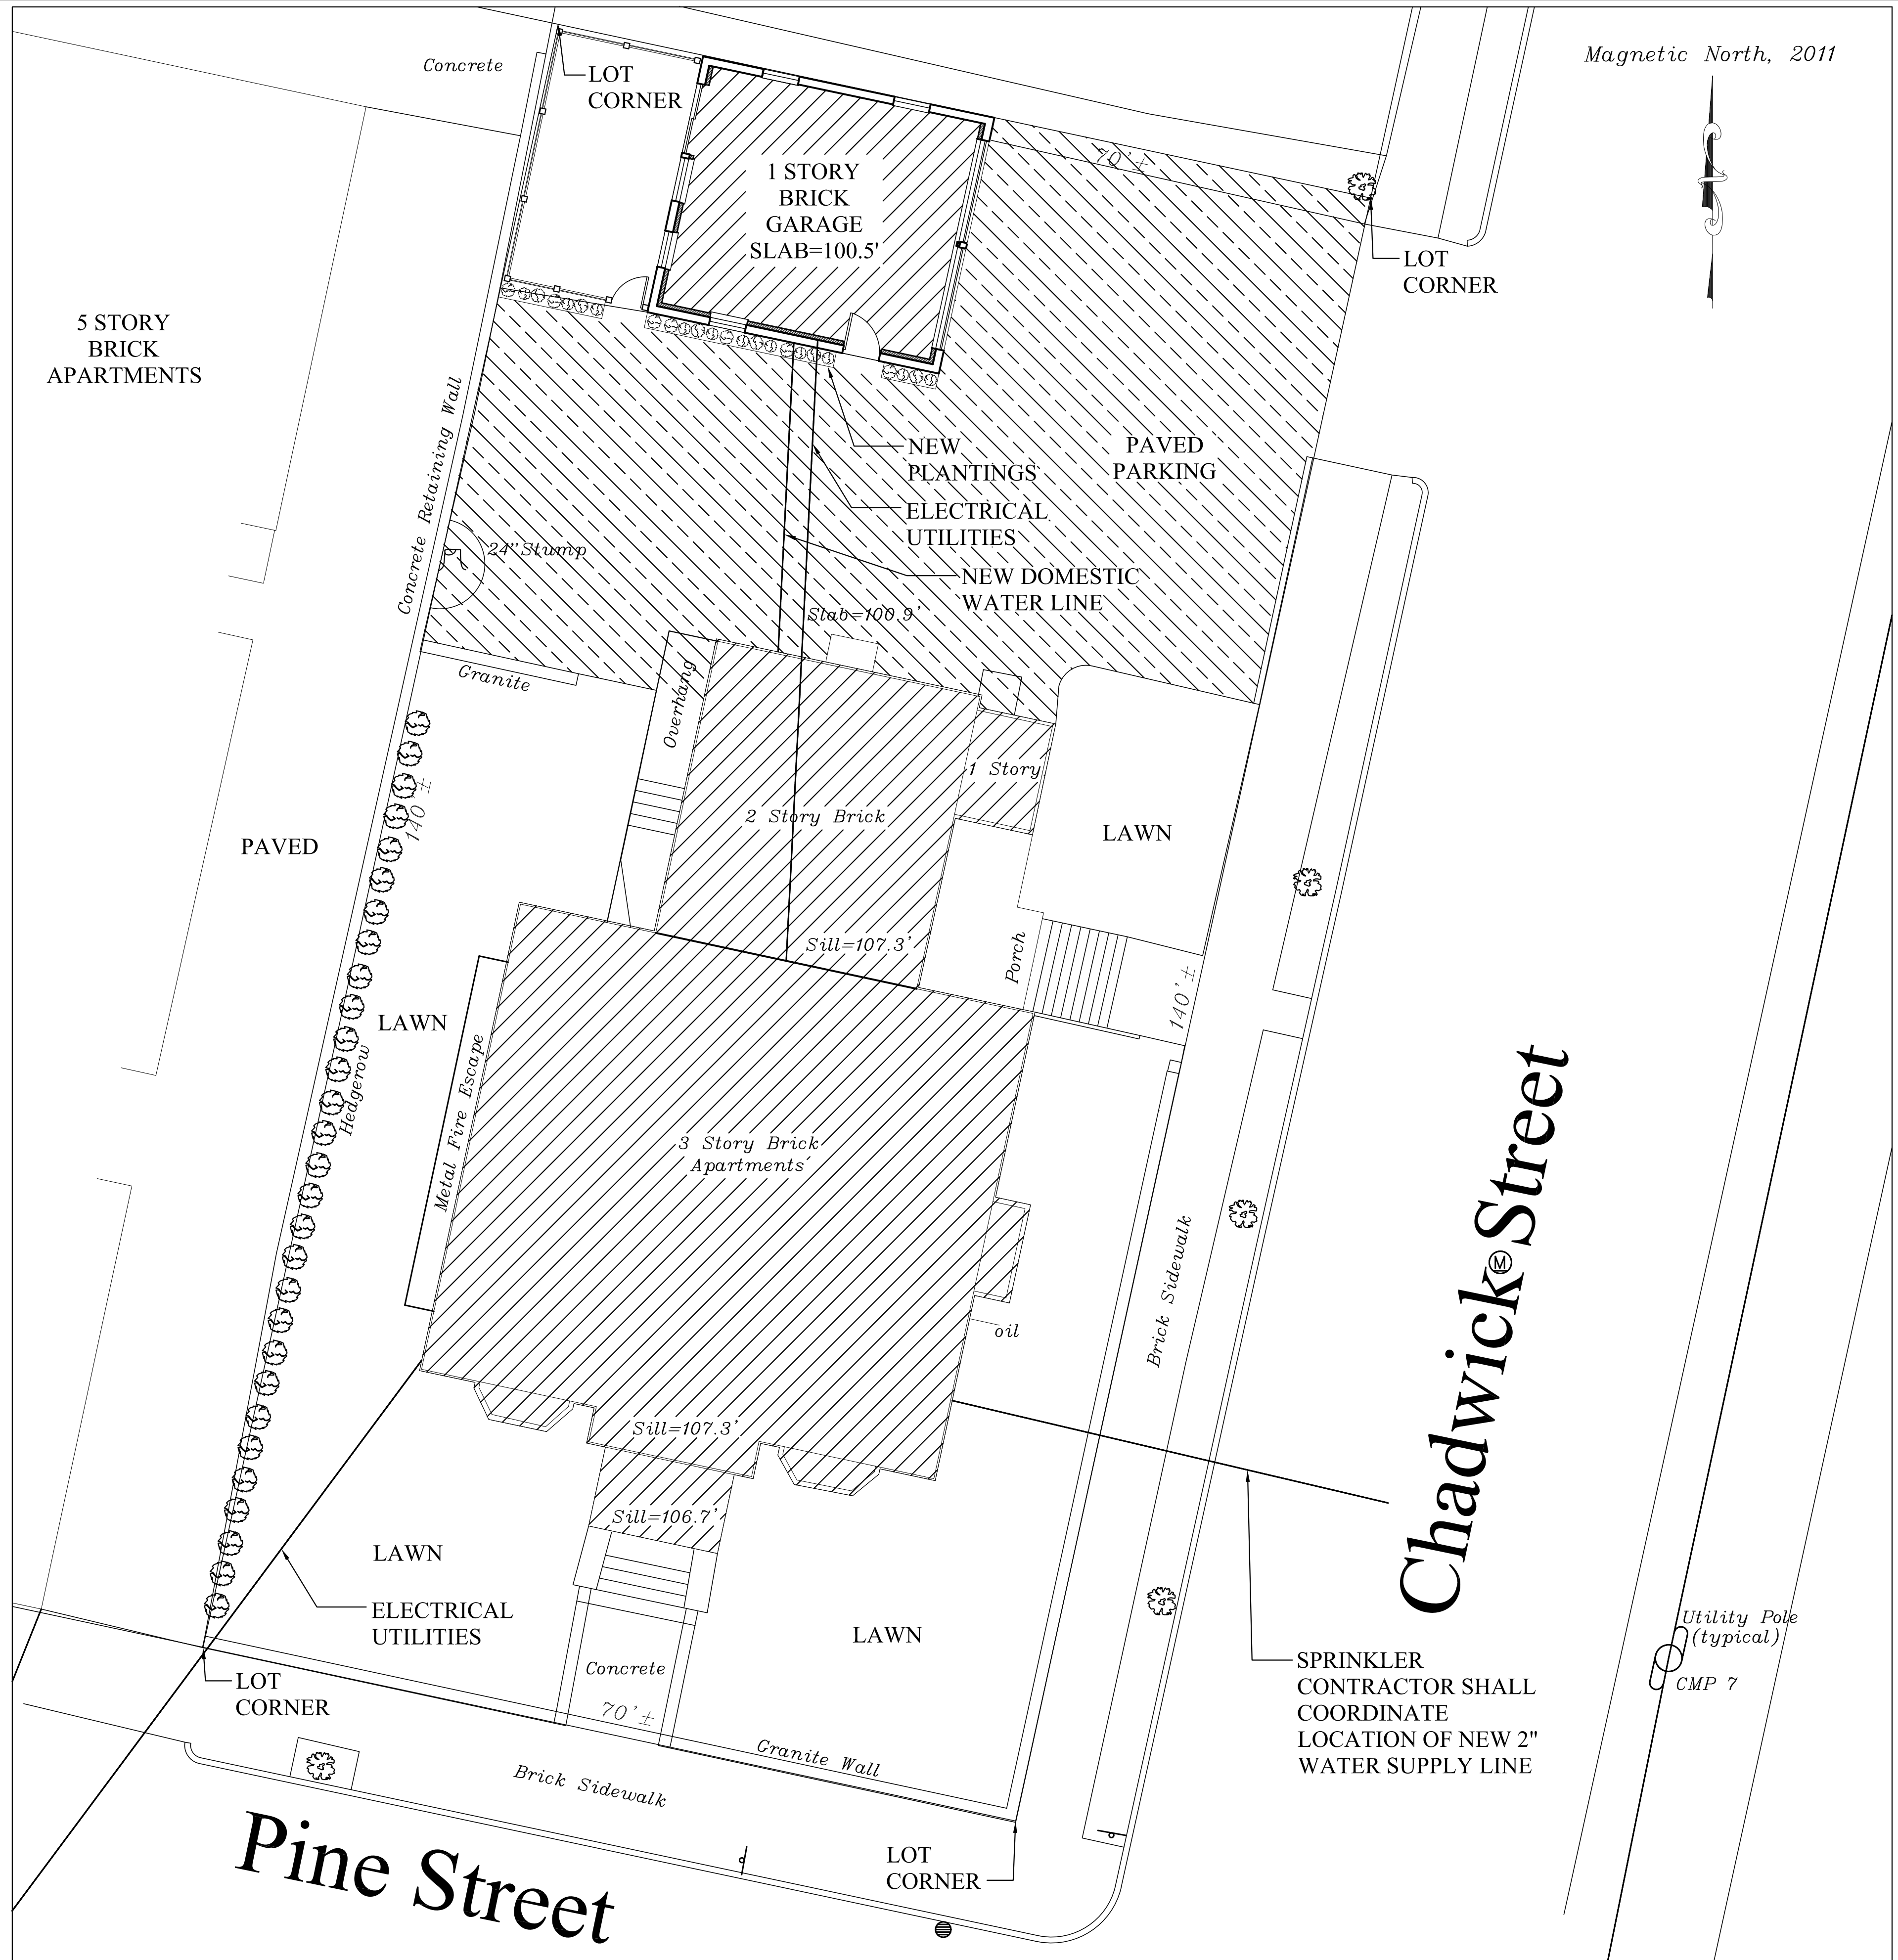 Magnetic North, 2011
Concrete
LOT
CORNER
1 STORY
BRICK
GARAGE
SLAB=100.5'
70'±
LOT
CORNER
5 STORY
BRICK
APARTMENTS
Concrete Retaining Wall
NEW
PLANTINGS
PAVED
PARKING
ELECTRICAL
UTILITIES
24"Stump
NEW DOMESTIC
WATER LINE
Slab=100.9'
Granite
Overhang
1 Story
2 Story Brick
140'±
PAVED
LAWN
Sill=107.3'
Porch
140'±
LAWN
Hedgerow
Metal Fire Escape
3 Story Brick
Apartments
Brick Sidewalk
Chadwick Street
M
oil
Sill=107.3'
Sill=106.7'
LAWN
ELECTRICAL
UTILITIES
LAWN
Utility Pole
(typical)
CMP 7
SPRINKLER
CONTRACTOR SHALL
COORDINATE
LOCATION OF NEW 2"
WATER SUPPLY LINE
LOT
CORNER
Concrete
70'±
Granite Wall
Brick Sidewalk
LOT
CORNER
Pine Street